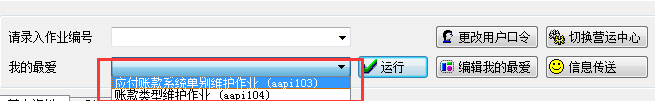 请录入作业编号 更改用户口令 切换营运中心
我的最爱 运行 编辑我的最爱 信息传送
应付账款系统单别维护作业 (aapi103)
账款类型维护作业 (aapi104)